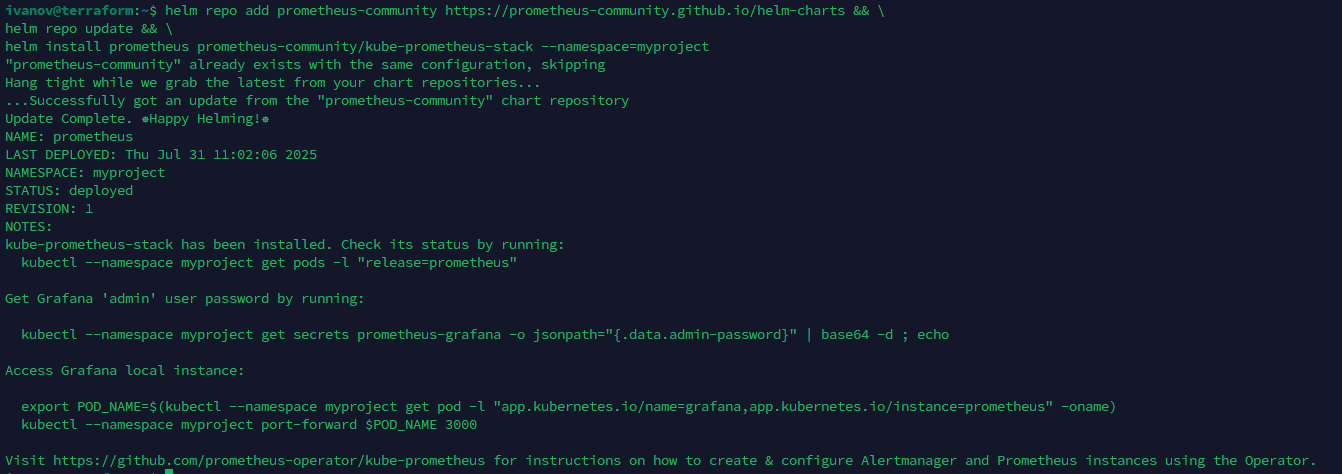 ivanov@terraform:~$ helm repo add prometheus-community https://prometheus-community.github.io/helm-charts && \
helm repo update && \
helm install prometheus prometheus-community/kube-prometheus-stack --namespace=myproject
"prometheus-community" already exists with the same configuration, skipping
Hang tight while we grab the latest from your chart repositories...
...Successfully got an update from the "prometheus-community" chart repository
Update Complete. ⎈Happy Helming!⎈
NAME: prometheus
LAST DEPLOYED: Thu Jul 31 11:02:06 2025
NAMESPACE: myproject
STATUS: deployed
REVISION: 1
NOTES:
kube-prometheus-stack has been installed. Check its status by running:
  kubectl --namespace myproject get pods -l "release=prometheus"

Get Grafana 'admin' user password by running:

  kubectl --namespace myproject get secrets prometheus-grafana -o jsonpath="{.data.admin-password}" | base64 -d ; echo

Access Grafana local instance:

  export POD_NAME=$(kubectl --namespace myproject get pod -l "app.kubernetes.io/name=grafana,app.kubernetes.io/instance=prometheus" -oname)
  kubectl --namespace myproject port-forward $POD_NAME 3000

Visit https://github.com/prometheus-operator/kube-prometheus for instructions on how to create & configure Alertmanager and Prometheus instances using the Operator.